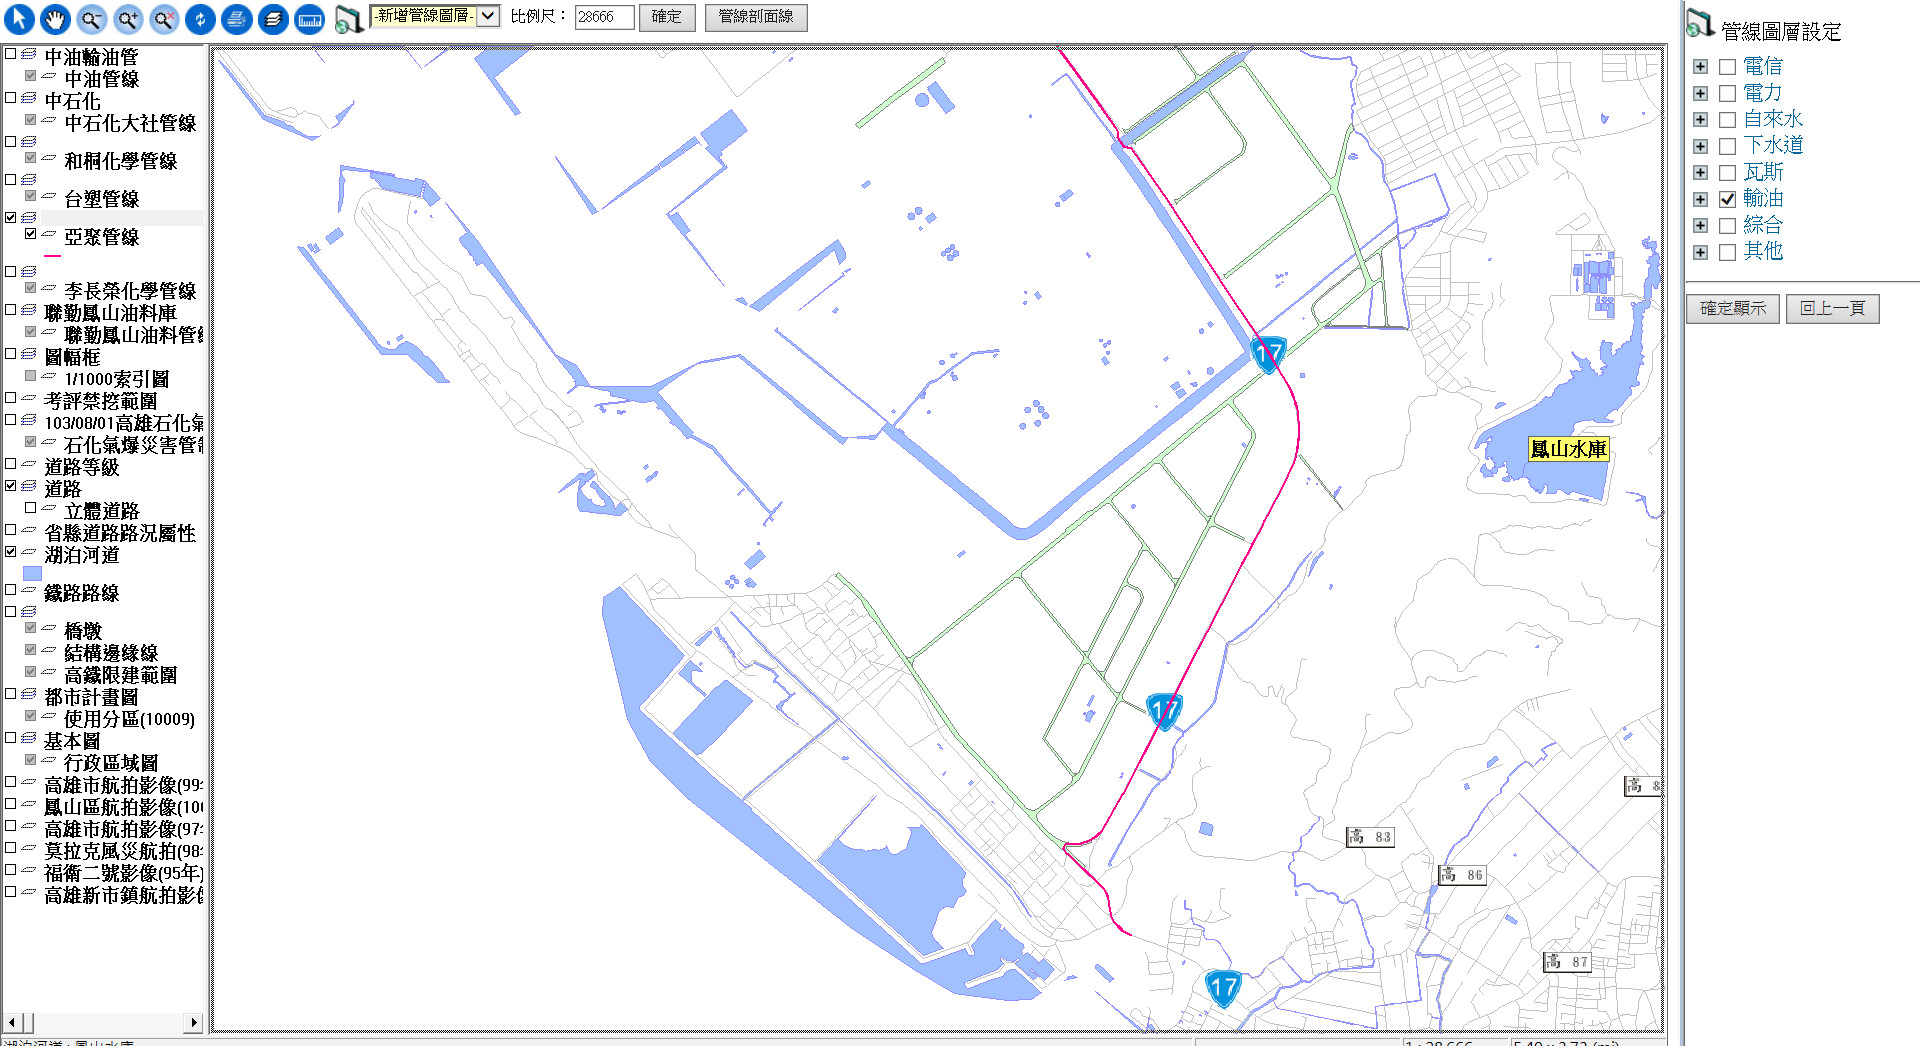 -新增管線圖層-
比例尺：
28666
確定
管線剖面線
中油輸油管
中油管線
中石化
中石化大社管線
和桐化學管線
台塑管線
亞聚管線
李長榮化學管線
聯勤鳳山油料庫
聯勤鳳山油料管
圖幅框
1/1000索引圖
考評禁挖範圍
103/08/01高雄石化氣
石化氣爆災害管
道路等級
道路
立體道路
省縣道路路況屬性
湖泊河道
鐵路路線
橋墩
結構邊緣線
高鐵限建範圍
都市計畫圖
使用分區(10009)
基本圖
行政區域圖
高雄市航拍影像(99
鳳山區航拍影像(10
高雄市航拍影像(97
莫拉克風災航拍(98
福衛二號影像(95年)
高雄新市鎮航拍影
17
鳳山水庫
17
高 8
高 83
高 86
高 87
17
管線圖層設定
電信
電力
自來水
下水道
瓦斯
輸油
綜合
其他
確定顯示
回上一頁
湖泊河道 : 鳳山水庫
1 : 28,666